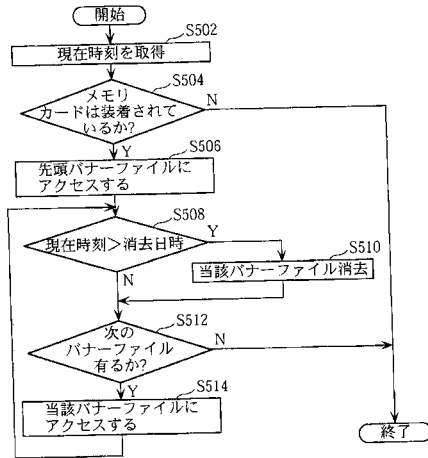 開始
S502
現在時刻を取得
S504
メモリ
カードは装着されて
いるか?
N
Y
S506
先頭バナーファイルに
アクセスする
S508
現在時刻>消去日時
Y
S510
当該バナーファイル消去
N
S512
次の
バナーファイル
有るか?
N
Y
S514
当該バナーファイルに
アクセスする
終了